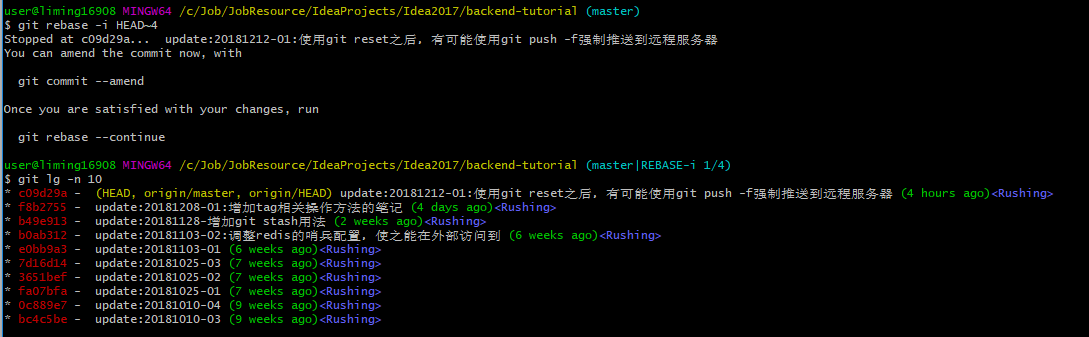 user@liming16908 MINGW64 /c/Job/JobResource/IdeaProjects/Idea2017/backend-tutorial (master)
$ git rebase -i HEAD~4
Stopped at c09d29a... update:20181212-01:使用git reset之后, 有可能使用git push -f强制推送到远程服务器
You can amend the commit now, with
git commit --amend
Once you are satisfied with your changes, run
git rebase --continue
user@liming16908 MINGW64 /c/Job/JobResource/IdeaProjects/Idea2017/backend-tutorial (master|REBASE-i 1/4)
$ git lg -n 10
* c09d29a - (HEAD, origin/master, origin/HEAD) update:20181212-01:使用git reset之后, 有可能使用git push -f强制推送到远程服务器 (4 hours ago)<Rushing>
* f8b2755 - update:20181208-01:增加tag相关操作方法的笔记 (4 days ago)<Rushing>
* b49e913 - update:20181128-增加git stash用法 (2 weeks ago)<Rushing>
* b0ab312 - update:20181103-02:调整redis的哨兵配置, 使之能在外部访问到 (6 weeks ago)<Rushing>
* e0bb9a3 - update:20181103-01 (6 weeks ago)<Rushing>
* 7d16d14 - update:20181025-03 (7 weeks ago)<Rushing>
* 3651bef - update:20181025-02 (7 weeks ago)<Rushing>
* fa07bfa - update:20181025-01 (7 weeks ago)<Rushing>
* 0c889e7 - update:20181010-04 (9 weeks ago)<Rushing>
* bc4c5be - update:20181010-03 (9 weeks ago)<Rushing>